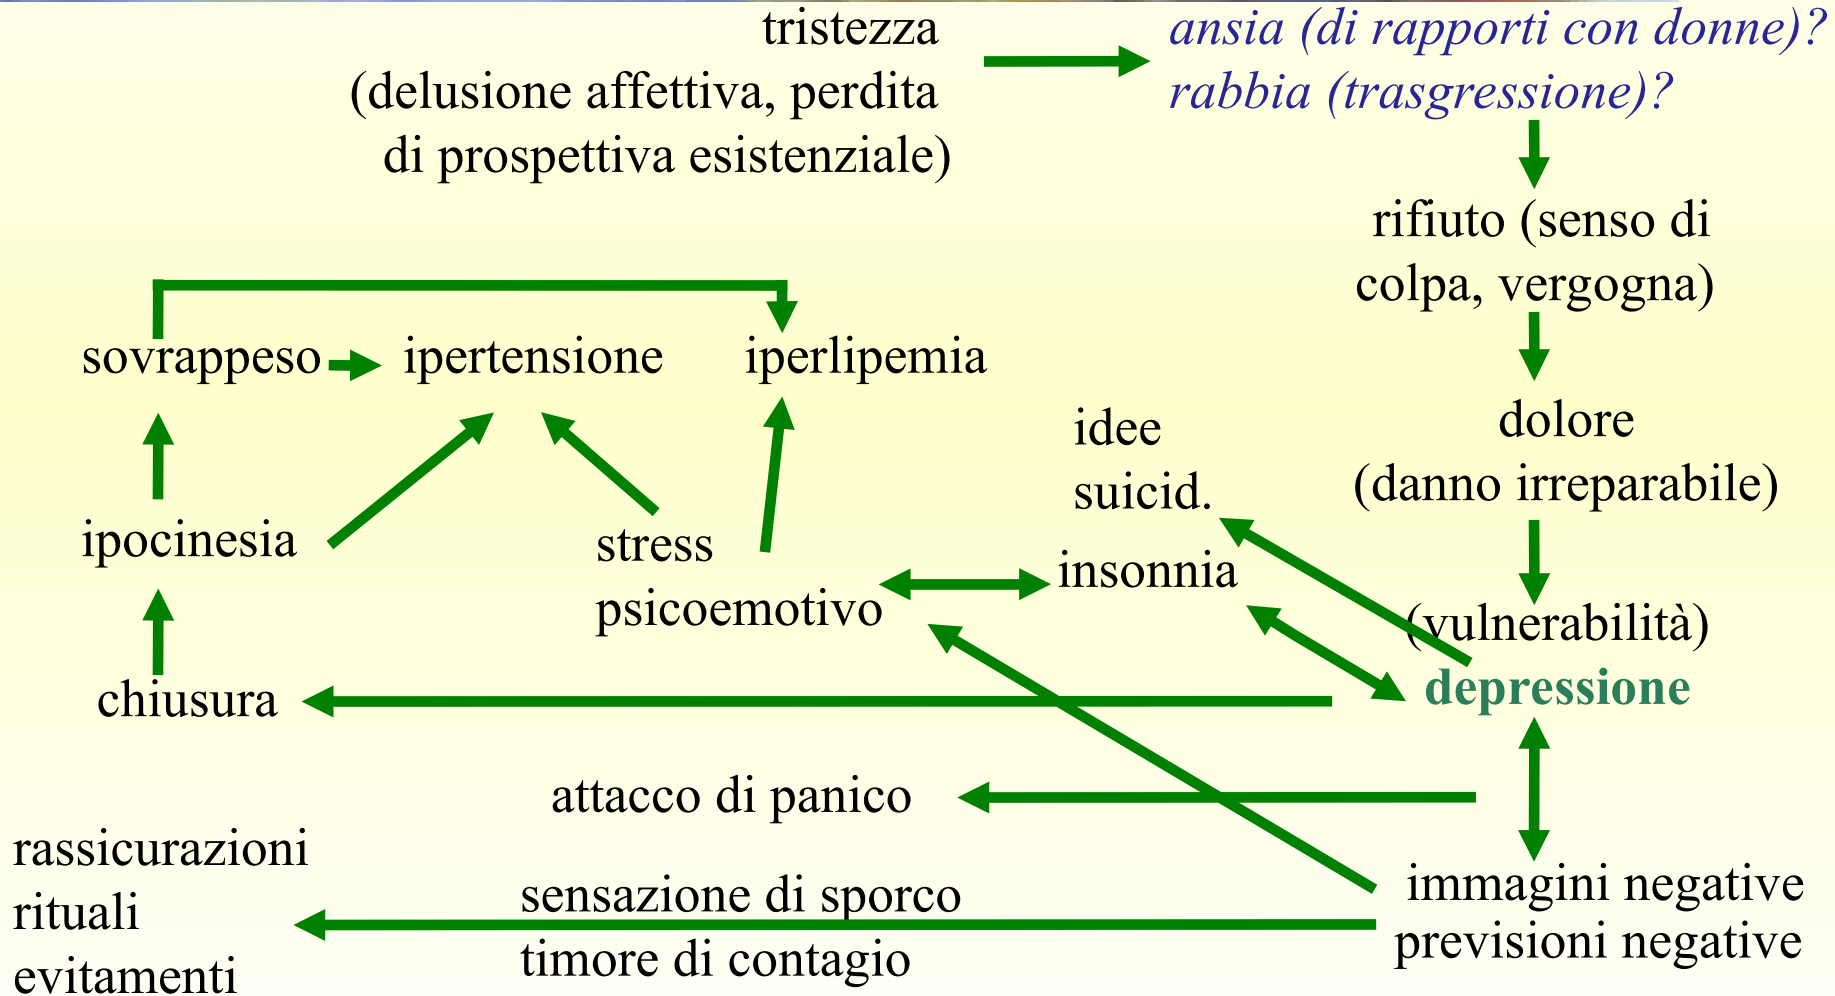 tristezza
(delusione affettiva, perdita
di prospettiva esistenziale)
ansia (di rapporti con donne)?
rabbia (trasgressione)?
rifiuto (senso di
colpa, vergogna)
sovrappeso
ipertensione
iperlipemia
dolore
(danno irreparabile)
idee
suicid.
ipocinesia
stress
psicoemotivo
insonnia
(vulnerabilità)
depressione
chiusura
attacco di panico
rassicurazioni
rituali
evitamenti
sensazione di sporco
timore di contagio
immagini negative
previsioni negative